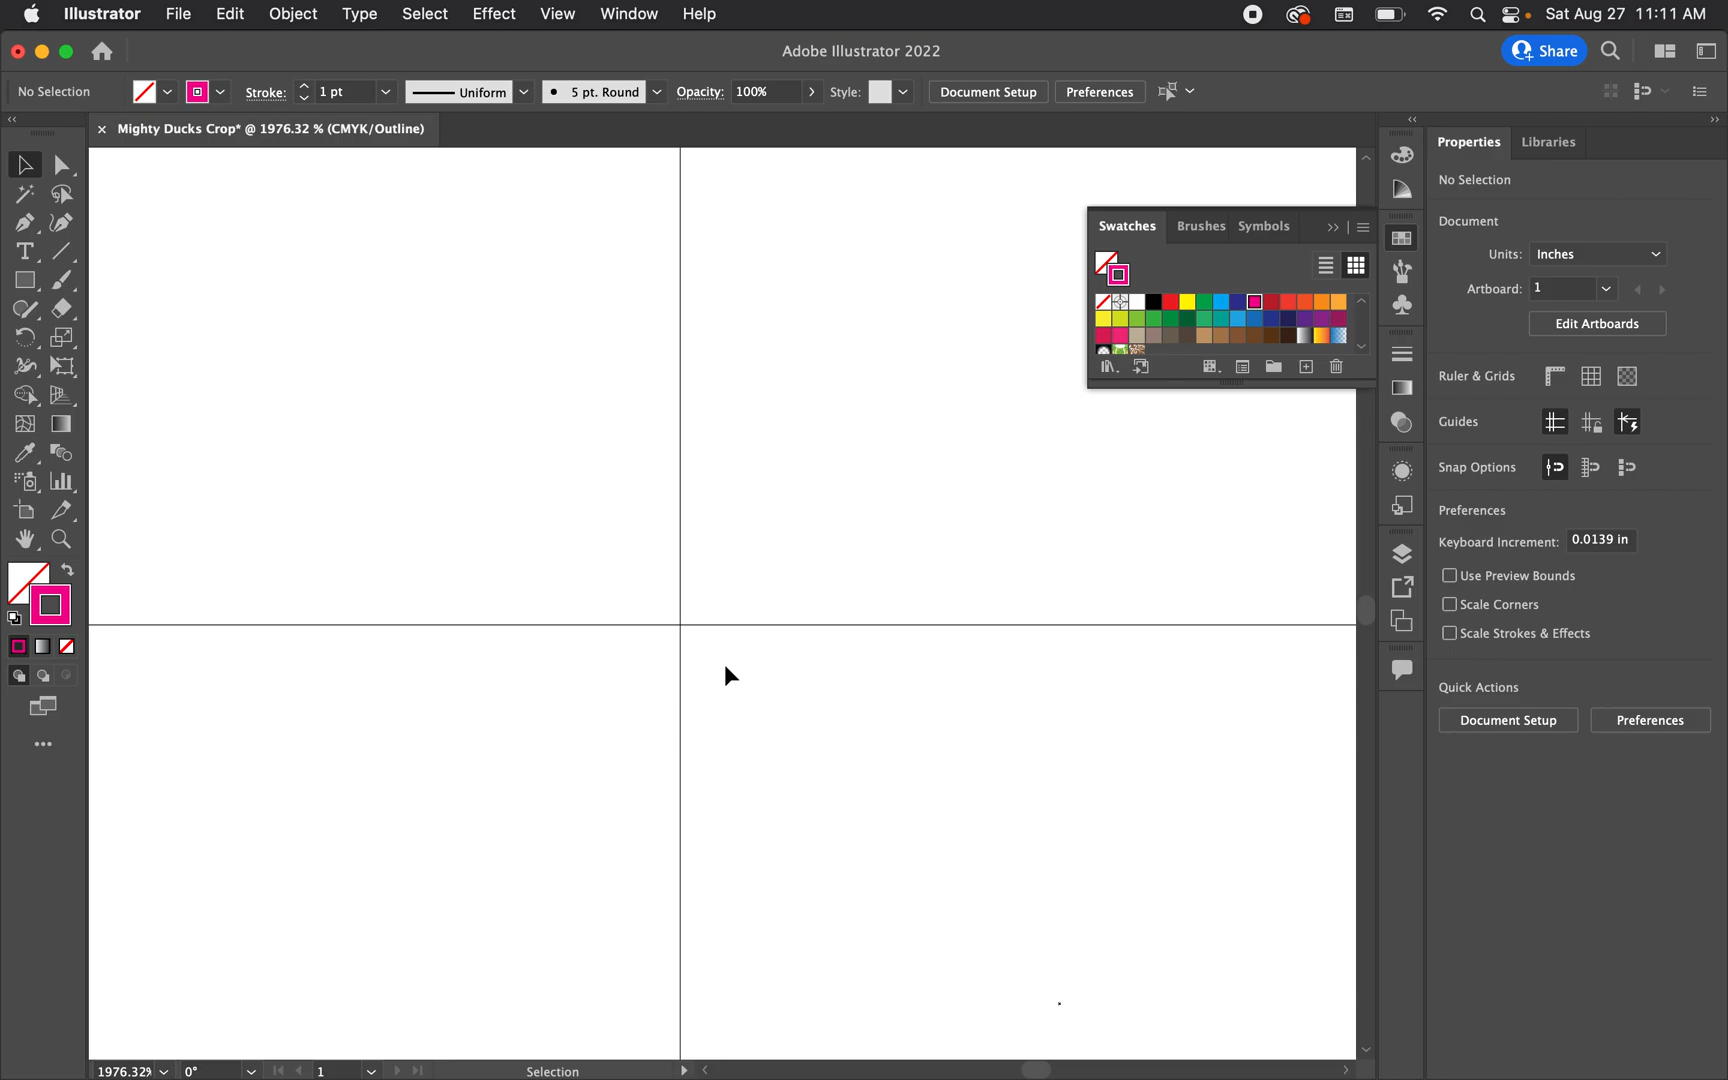 Illustrator File Edit Object Type Select Effect View Window Help Sat Aug 27 11:11 AM
Adobe Illustrator 2022 Share
No Selection Stroke: 1 pt Uniform 5 pt. Round Opacity: 100% Style: Document Setup Preferences
Mighty Ducks Crop* @ 1976.32 % (CMYK/Outline)
Properties Libraries
No Selection
Document
Units: Inches
Artboard: 1
Edit Artboards
Ruler & Grids
Guides
Snap Options
Preferences
Keyboard Increment: 0.0139 in
Use Preview Bounds
Scale Corners
Scale Strokes & Effects
Quick Actions
Document Setup Preferences
Swatches Brushes Symbols
1976.32% 0° 1 Selection